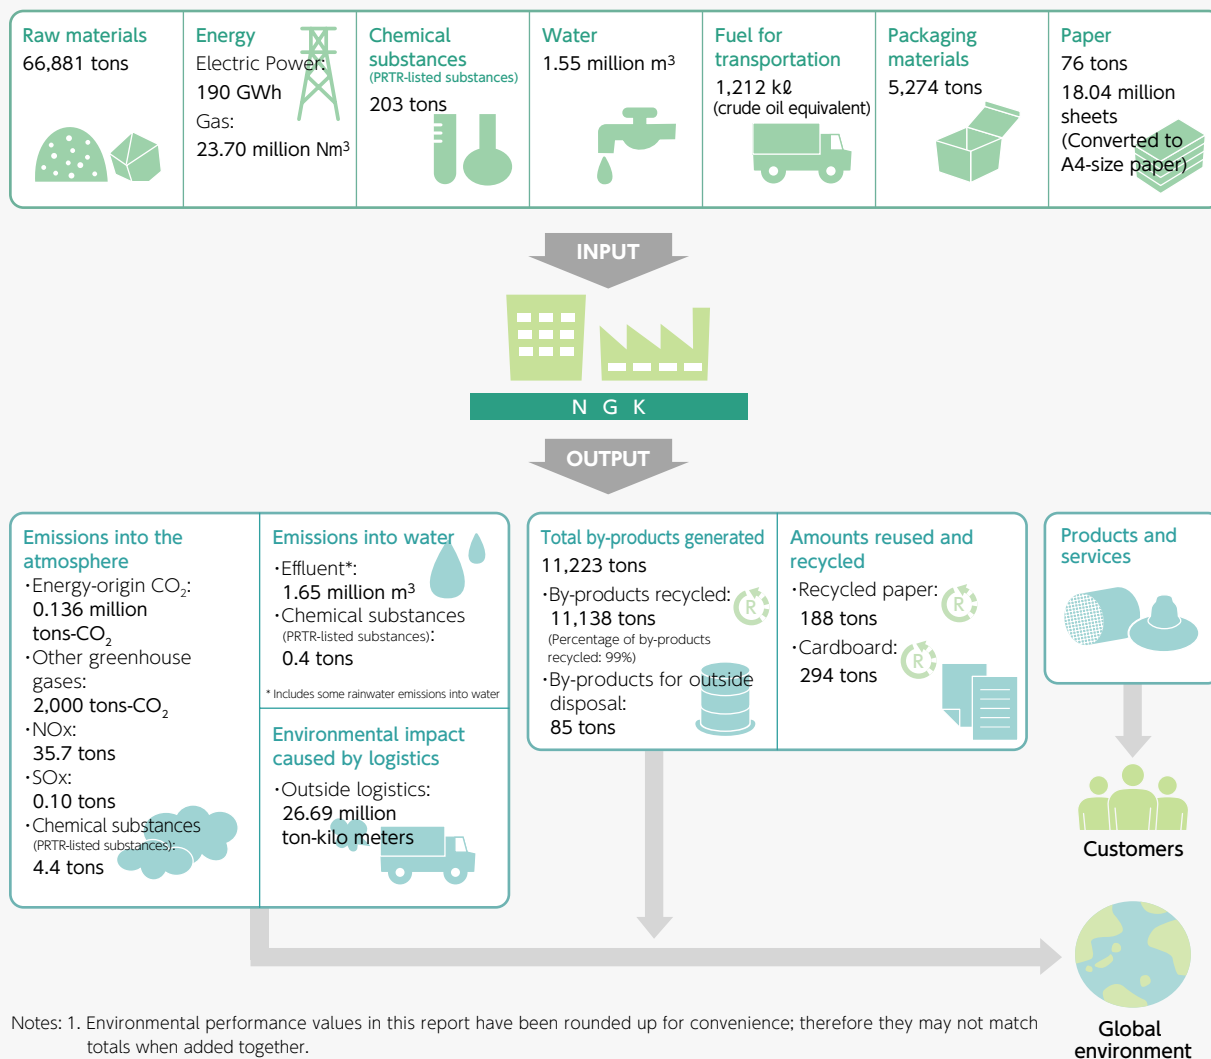 Raw materials
66,881 tons
Energy
Electric Power:
190 GWh
Gas:
23.70 million Nm³
Chemical
substances
(PRTR-listed substances)
203 tons
Water
1.55 million m³
Fuel for
transportation
1,212 kℓ
(crude oil equivalent)
Packaging
materials
5,274 tons
Paper
76 tons
18.04 million
sheets
(Converted to
A4-size paper)
INPUT
N G K
OUTPUT
Emissions into the
atmosphere
・Energy-origin CO₂:
0.136 million
tons-CO₂
・Other greenhouse
gases:
2,000 tons-CO₂
・NOx:
35.7 tons
・SOx:
0.10 tons
・Chemical substances
(PRTR-listed substances):
4.4 tons
Emissions into water
・Effluent*:
1.65 million m³
・Chemical substances
(PRTR-listed substances):
0.4 tons
* Includes some rainwater emissions into water
Environmental impact
caused by logistics
・Outside logistics:
26.69 million
ton-kilo meters
Total by-products generated
11,223 tons
・By-products recycled:
R
11,138 tons
(Percentage of by-products
recycled: 99%)
・By-products for outside
disposal:
85 tons
Amounts reused and
recycled
・Recycled paper:
R
188 tons
・Cardboard:
R
294 tons
Products and
services
Customers
Global
environment
Notes: 1. Environmental performance values in this report have been rounded up for convenience; therefore they may not match
totals when added together.